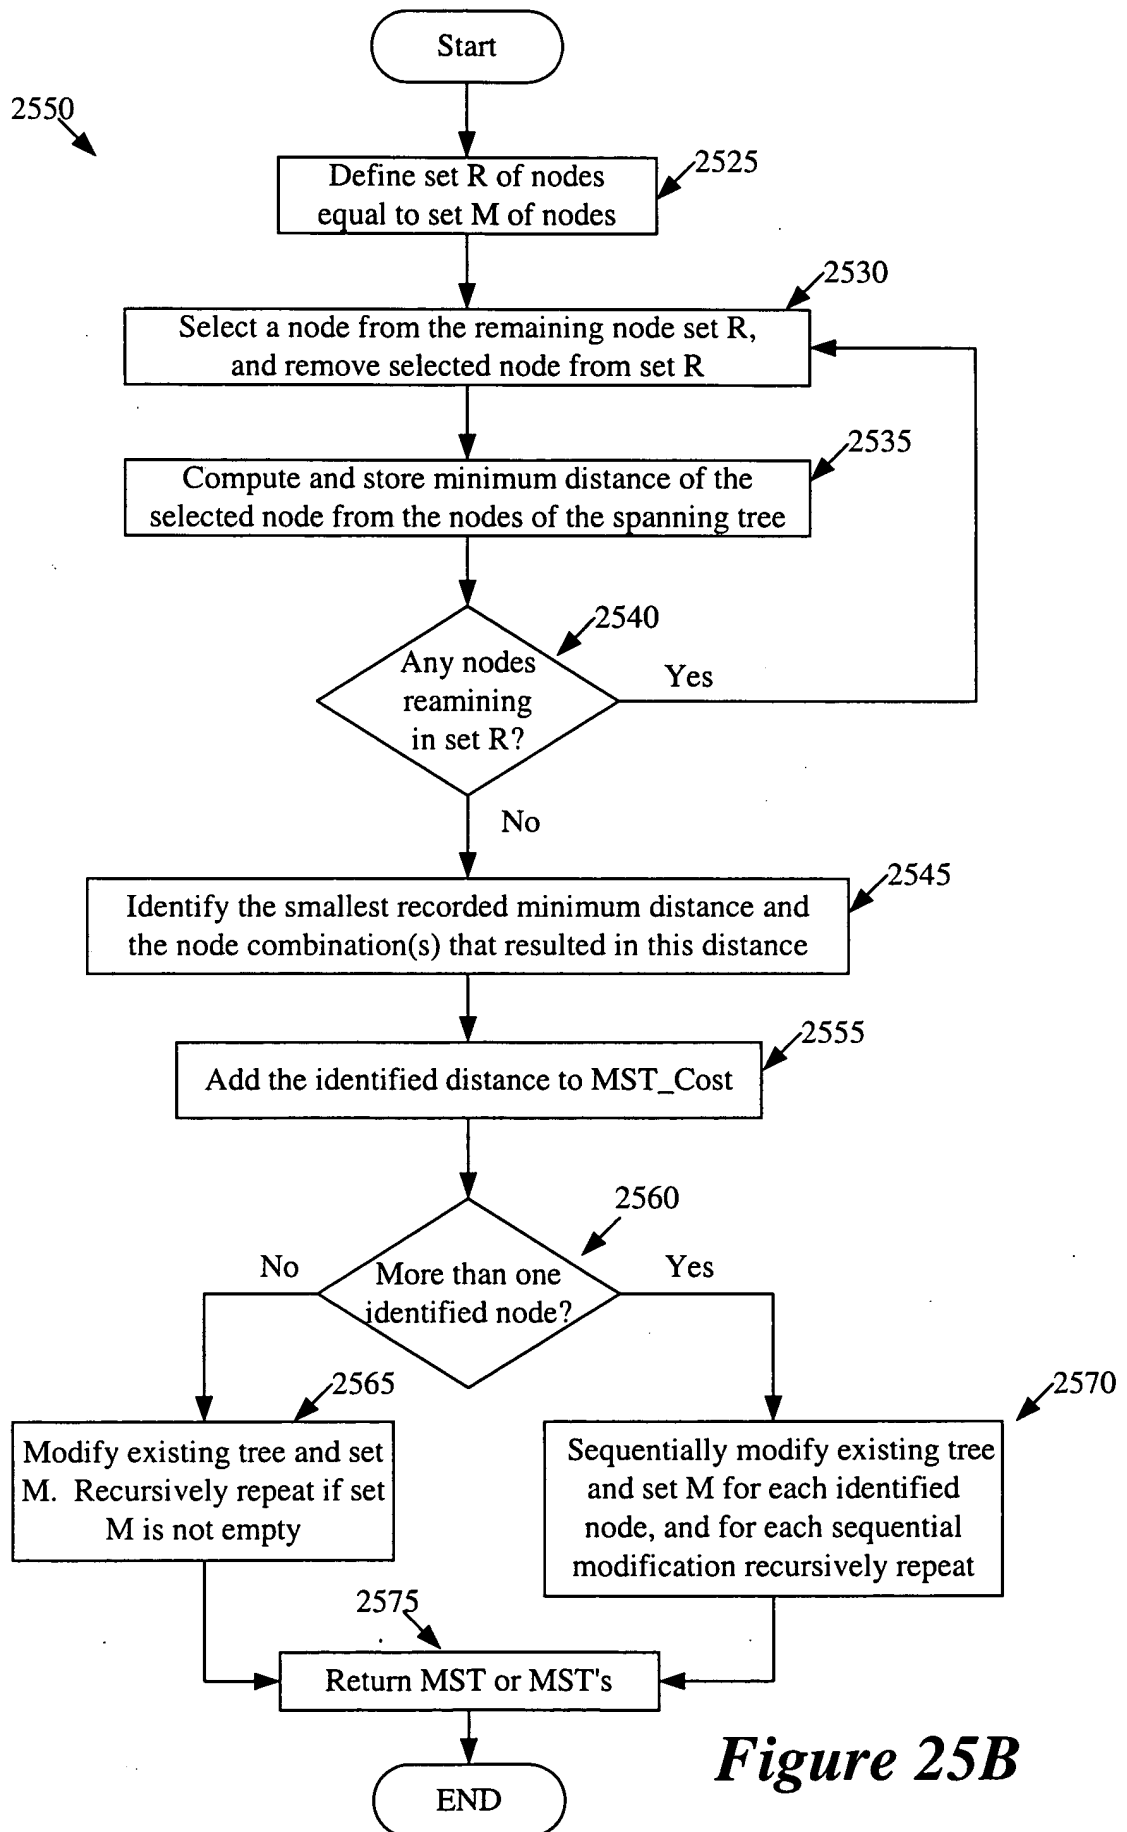 Start
2550
2525
Define set R of nodes
equal to set M of nodes
2530
Select a node from the remaining node set R,
and remove selected node from set R
2535
Compute and store minimum distance of the
selected node from the nodes of the spanning tree
2540
Any nodes
reamining
in set R?
Yes
No
2545
Identify the smallest recorded minimum distance and
the node combination(s) that resulted in this distance
2555
Add the identified distance to MST_Cost
2560
No
More than one
identified node?
Yes
2565
Modify existing tree and set
M. Recursively repeat if set
M is not empty
2570
Sequentially modify existing tree
and set M for each identified
node, and for each sequential
modification recursively repeat
2575
Return MST or MST's
END
Figure 25B